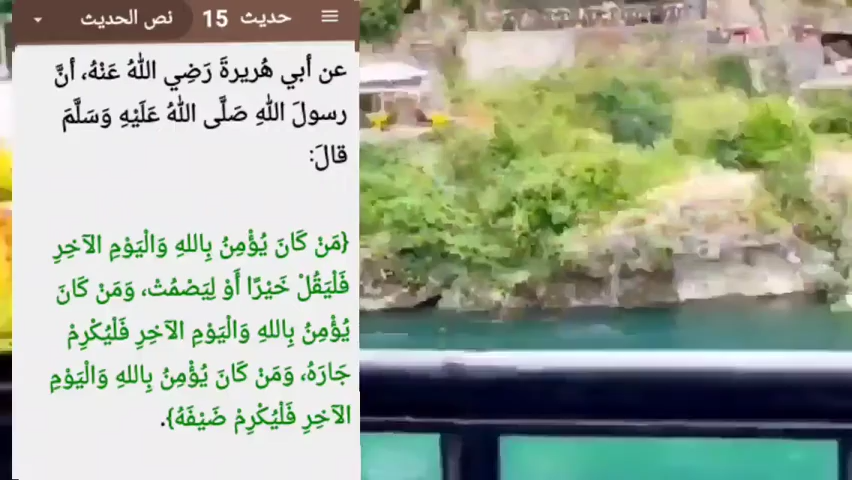 حديث 15 نص الحديث
عن أبي هُريرةَ رَضِي اللهُ عَنْهُ، أنَّ
رسولَ اللهِ صَلَّى اللهُ عَلَيْهِ وَسَلَّمَ
قالَ:
{مَنْ كَانَ يُؤْمِنُ بِاللهِ وَالْيَوْمِ الآخِرِ
فَلْيَقُلْ خَيْرًا أَوْ لِيَصْمُتْ، وَمَنْ كَانَ
يُؤْمِنُ بِاللهِ وَالْيَوْمِ الآخِرِ فَلْيُكْرِمْ
جَارَهُ، وَمَنْ كَانَ يُؤْمِنُ بِاللهِ وَالْيَوْمِ
الآخِرِ فَلْيُكْرِمْ ضَيْفَهُ}.